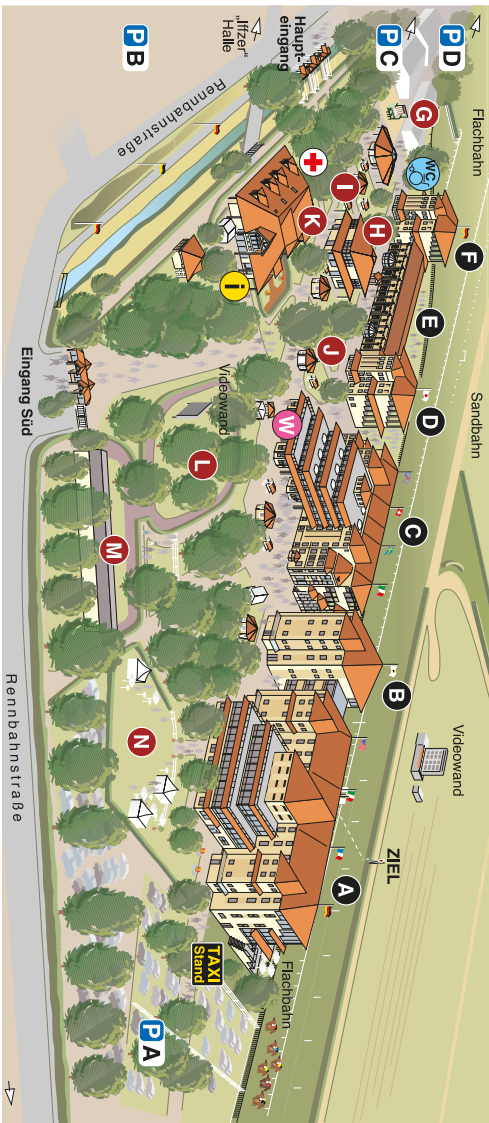 P B
„Iffzer“
Halle
Haupt-
eingang
P C
P D
Flachbahn
Rennbahnstraße
G
WC
I
H
K
F
i
E
Sandbahn
J
D
Eingang Süd
Videowand
W
L
C
M
B
Videowand
N
ZIEL
A
Rennbahnstraße
TAXI
Stand
Flachbahn
P A